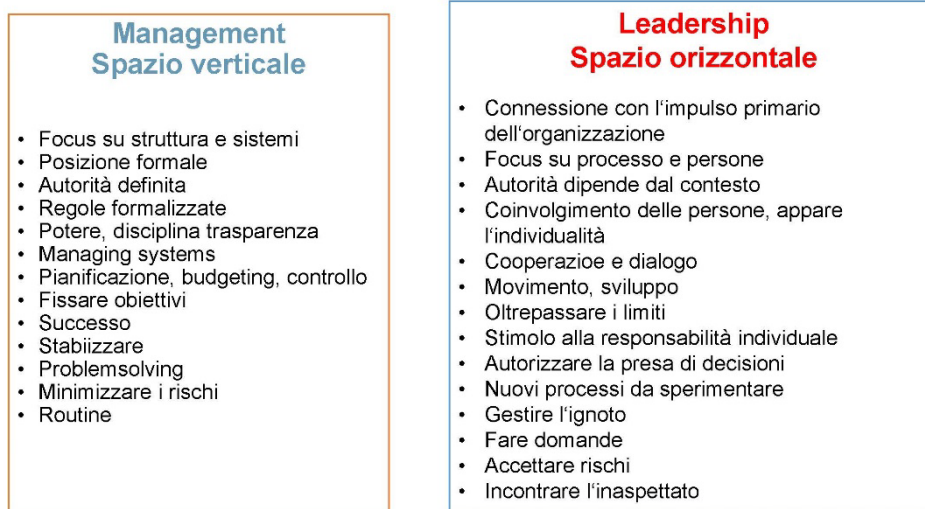 Management
Spazio verticale
• Focus su struttura e sistemi
• Posizione formale
• Autorità definita
• Regole formalizzate
• Potere, disciplina trasparenza
• Managing systems
• Pianificazione, budgeting, controllo
• Fissare obiettivi
• Successo
• Stabiizzare
• Problemsolving
• Minimizzare i rischi
• Routine
Leadership
Spazio orizzontale
• Connessione con l‘impulso primario
dell‘organizzazione
• Focus su processo e persone
• Autorità dipende dal contesto
• Coinvolgimento delle persone, appare
l‘individualità
• Cooperazioe e dialogo
• Movimento, sviluppo
• Oltrepassare i limiti
• Stimolo alla responsabilità individuale
• Autorizzare la presa di decisioni
• Nuovi processi da sperimentare
• Gestire l‘ignoto
• Fare domande
• Accettare rischi
• Incontrare l‘inaspettato